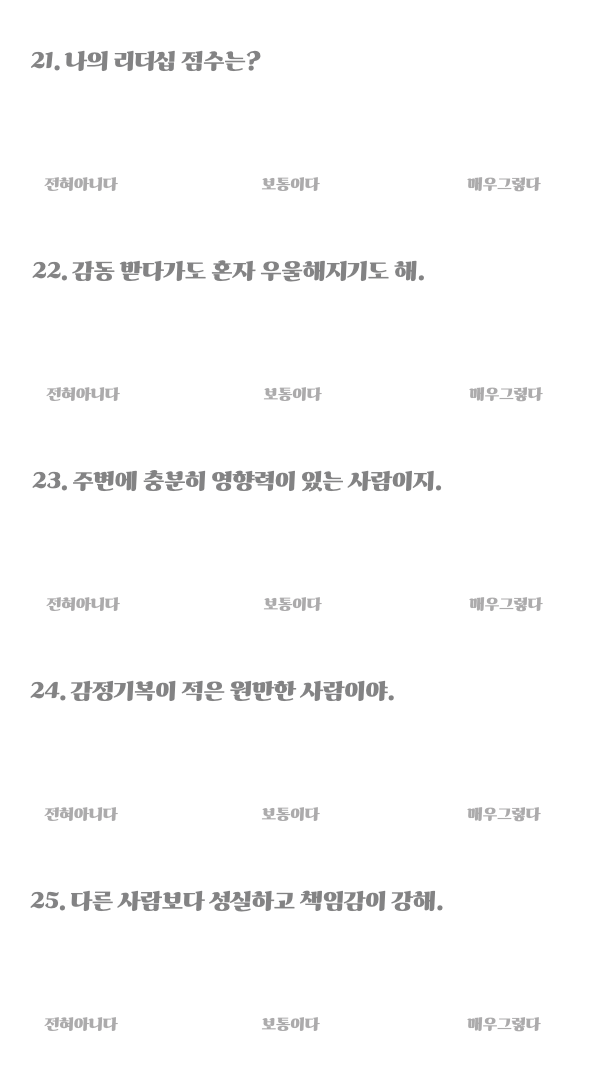 21. 나의 리더십 점수는?
전혀아니다 보통이다 매우그렇다
22. 감동 받다가도 혼자 우울해지기도 해.
전혀아니다 보통이다 매우그렇다
23. 주변에 충분히 영향력이 있는 사람이지.
전혀아니다 보통이다 매우그렇다
24. 감정기복이 적은 원만한 사람이야.
전혀아니다 보통이다 매우그렇다
25. 다른 사람보다 성실하고 책임감이 강해.
전혀아니다 보통이다 매우그렇다